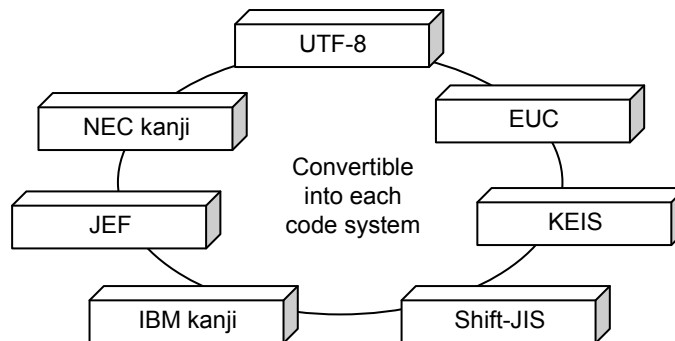 UTF-8
NEC kanji
EUC
Convertible
into each
code system
JEF
KEIS
IBM kanji
Shift-JIS